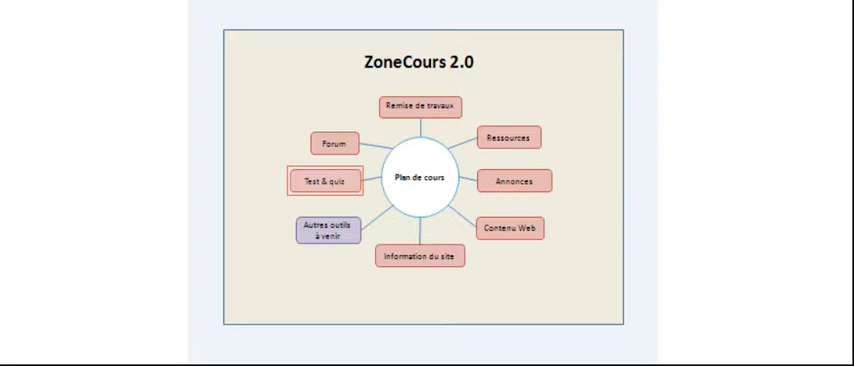 ZoneCours 2.0
Remise de travaux
Ressources
Forum
Plan de cours
Test & quiz
Annonces
Autres outils
à venir
Contenu Web
Information du site